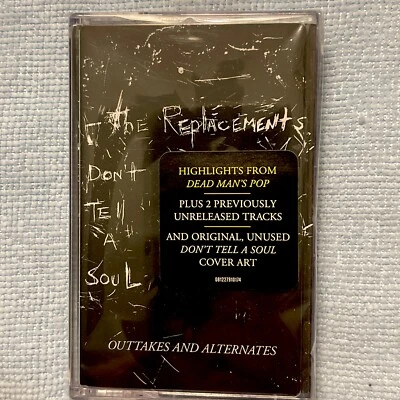 The Replacements
DON'T
TELL
A
SOUL
HIGHLIGHTS FROM
DEAD MAN'S POP
PLUS 2 PREVIOUSLY
UNRELEASED TRACKS
AND ORIGINAL, UNUSED
DON'T TELL A SOUL
COVER ART
OUTTAKES AND ALTERNATES